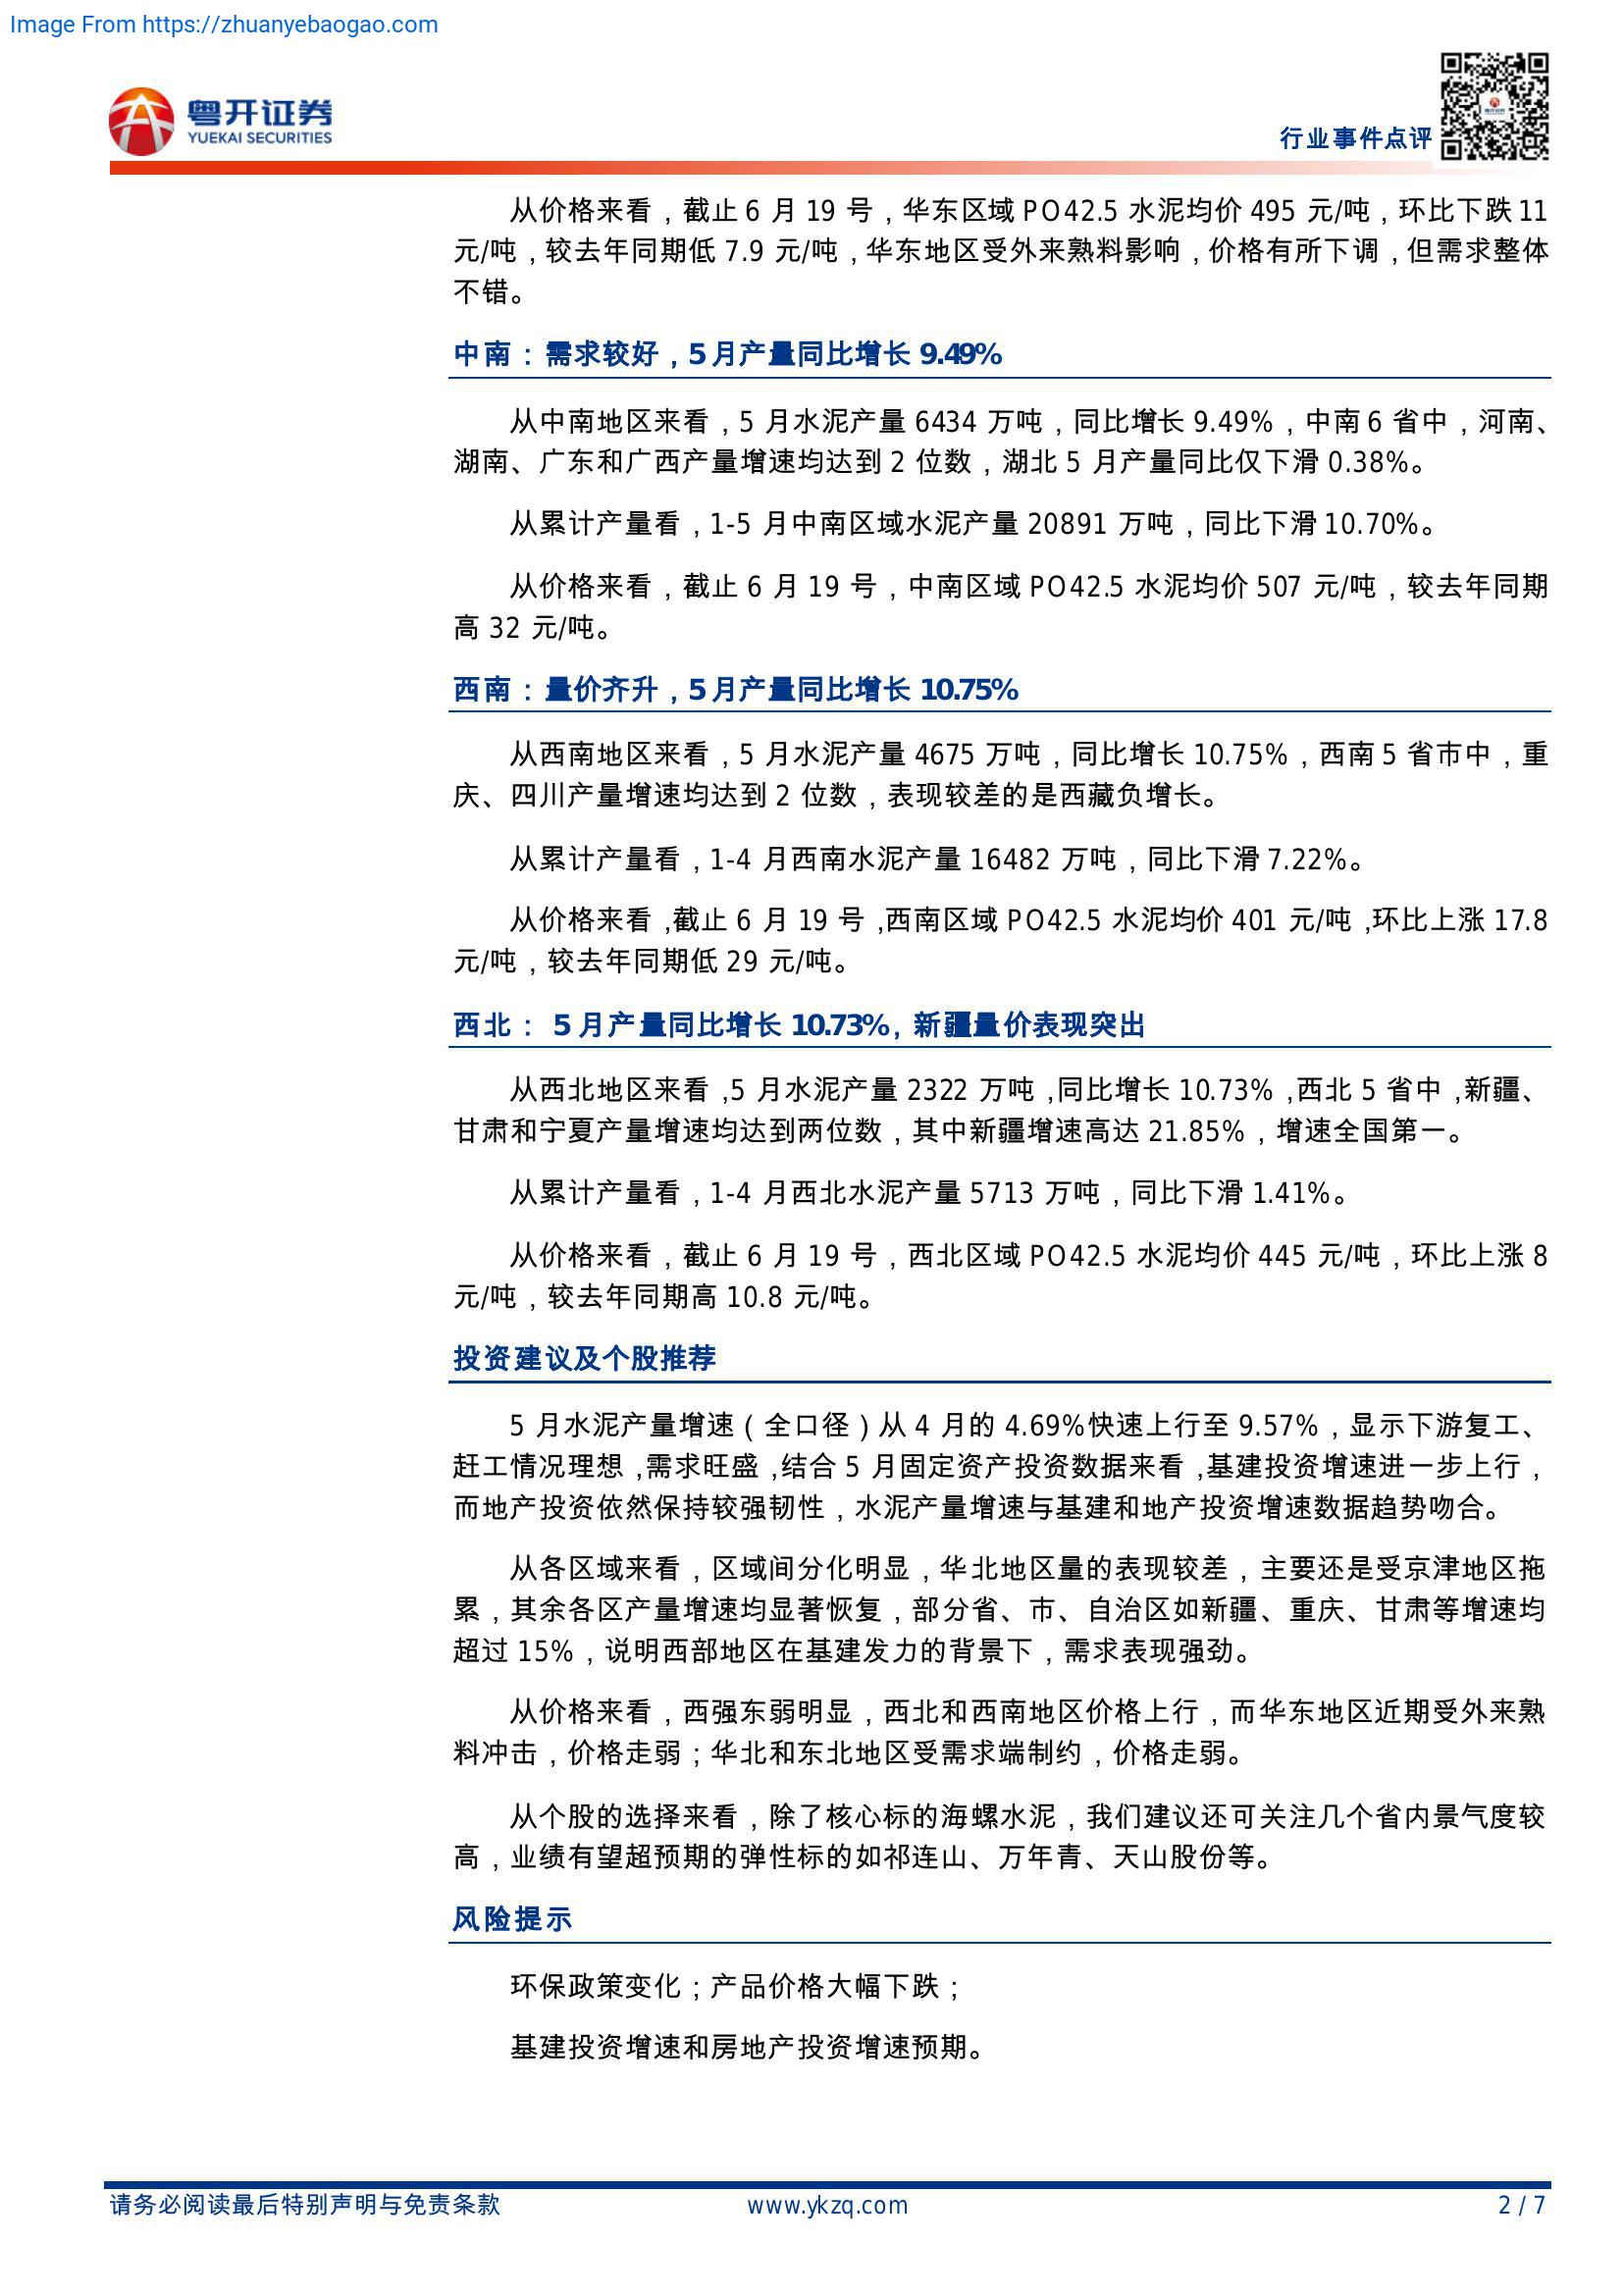 Image From https://zhuanyebaogao.com
粤开证券
YUEKAI SECURITIES
行业事件点评
从价格来看，截止 6 月 19 号，华东区域 PO42.5 水泥均价 495 元/吨，环比下跌 11
元/吨，较去年同期低 7.9 元/吨，华东地区受外来熟料影响，价格有所下调，但需求整体
不错。
中南：需求较好，5 月产量同比增长 9.49%
从中南地区来看，5 月水泥产量 6434 万吨，同比增长 9.49%，中南 6 省中，河南、
湖南、广东和广西产量增速均达到 2 位数，湖北 5 月产量同比仅下滑 0.38%。
从累计产量看，1-5 月中南区域水泥产量 20891 万吨，同比下滑 10.70%。
从价格来看，截止 6 月 19 号，中南区域 PO42.5 水泥均价 507 元/吨，较去年同期
高 32 元/吨。
西南：量价齐升，5 月产量同比增长 10.75%
从西南地区来看，5 月水泥产量 4675 万吨，同比增长 10.75%，西南 5 省市中，重
庆、四川产量增速均达到 2 位数，表现较差的是西藏负增长。
从累计产量看，1-4 月西南水泥产量 16482 万吨，同比下滑 7.22%。
从价格来看，截止 6 月 19 号，西南区域 PO42.5 水泥均价 401 元/吨，环比上涨 17.8
元/吨，较去年同期低 29 元/吨。
西北： 5 月产量同比增长 10.73%，新疆量价表现突出
从西北地区来看，5 月水泥产量 2322 万吨，同比增长 10.73%，西北 5 省中，新疆、
甘肃和宁夏产量增速均达到两位数，其中新疆增速高达 21.85%，增速全国第一。
从累计产量看，1-4 月西北水泥产量 5713 万吨，同比下滑 1.41%。
从价格来看，截止 6 月 19 号，西北区域 PO42.5 水泥均价 445 元/吨，环比上涨 8
元/吨，较去年同期高 10.8 元/吨。
投资建议及个股推荐
5 月水泥产量增速（全口径）从 4 月的 4.69%快速上行至 9.57%，显示下游复工、
赶工情况理想，需求旺盛，结合 5 月固定资产投资数据来看，基建投资增速进一步上行，
而地产投资依然保持较强韧性，水泥产量增速与基建和地产投资增速数据趋势吻合。
从各区域来看，区域间分化明显，华北地区量的表现较差，主要还是受京津地区拖
累，其余各区产量增速均显著恢复，部分省、市、自治区如新疆、重庆、甘肃等增速均
超过 15%，说明西部地区在基建发力的背景下，需求表现强劲。
从价格来看，西强东弱明显，西北和西南地区价格上行，而华东地区近期受外来熟
料冲击，价格走弱；华北和东北地区受需求端制约，价格走弱。
从个股的选择来看，除了核心标的海螺水泥，我们建议还可关注几个省内景气度较
高，业绩有望超预期的弹性标的如祁连山、万年青、天山股份等。
风险提示
环保政策变化；产品价格大幅下跌；
基建投资增速和房地产投资增速预期。
请务必阅读最后特别声明与免责条款
www.ykzq.com
2 / 7